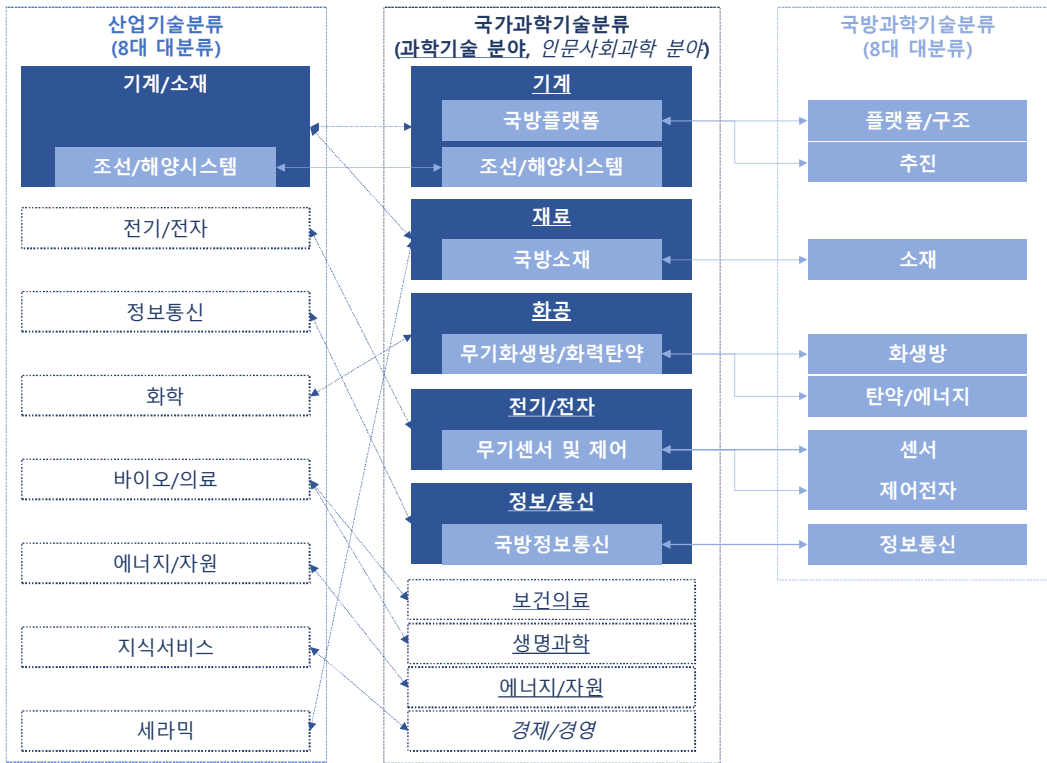 산업기술분류
(8대 대분류)
기계/소재
조선/해양시스템
전기/전자
정보통신
화학
바이오/의료
에너지/자원
지식서비스
세라믹
국가과학기술분류
(과학기술 분야, 인문사회과학 분야)
기계
국방플랫폼
조선/해양시스템
재료
국방소재
화공
무기화생방/화력탄약
전기/전자
무기센서 및 제어
정보/통신
국방정보통신
보건의료
생명과학
에너지/자원
경제/경영
국방과학기술분류
(8대 대분류)
플랫폼/구조
추진
소재
화생방
탄약/에너지
센서
제어전자
정보통신